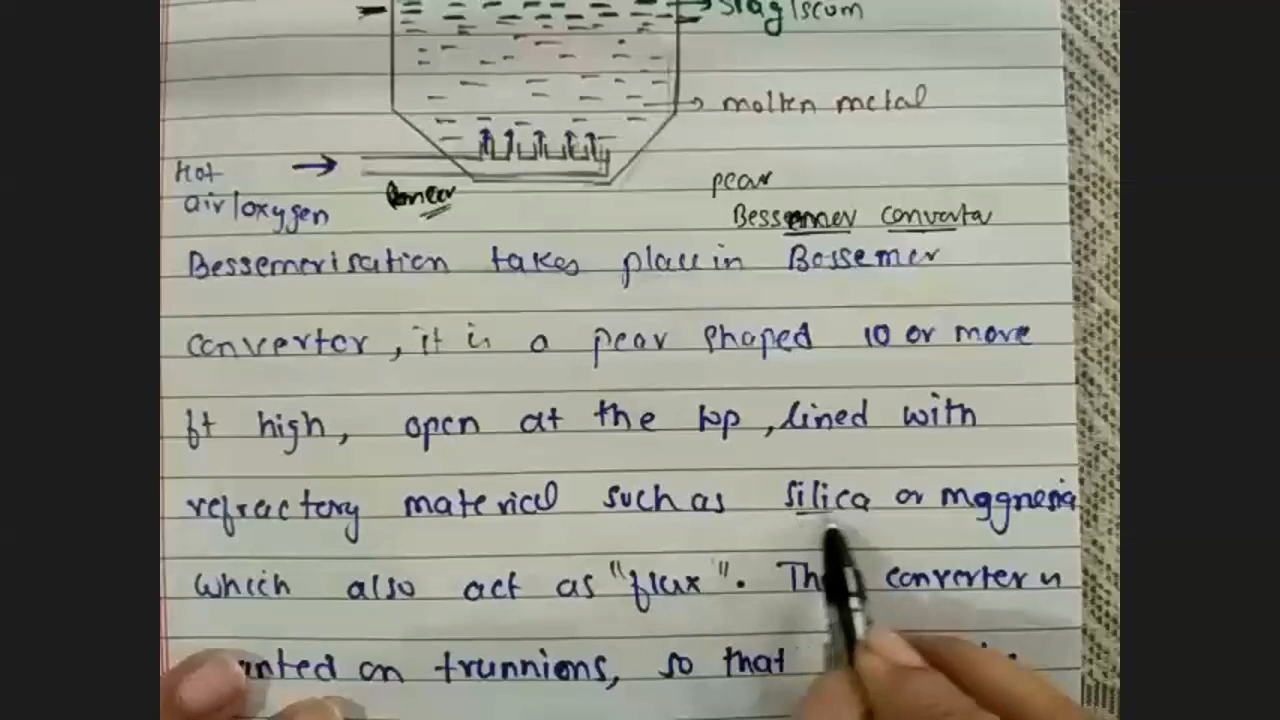 slag/scum
molten metal
Hot
air/oxygen
pear
Bessemer converter
Bessemerisation takes place in Bessemer
converter, it is a pear shaped 10 or more
ft high, open at the top, lined with
refractory material such as silica or magnesia
which also act as "flux". The converter is
on trunnions, so that